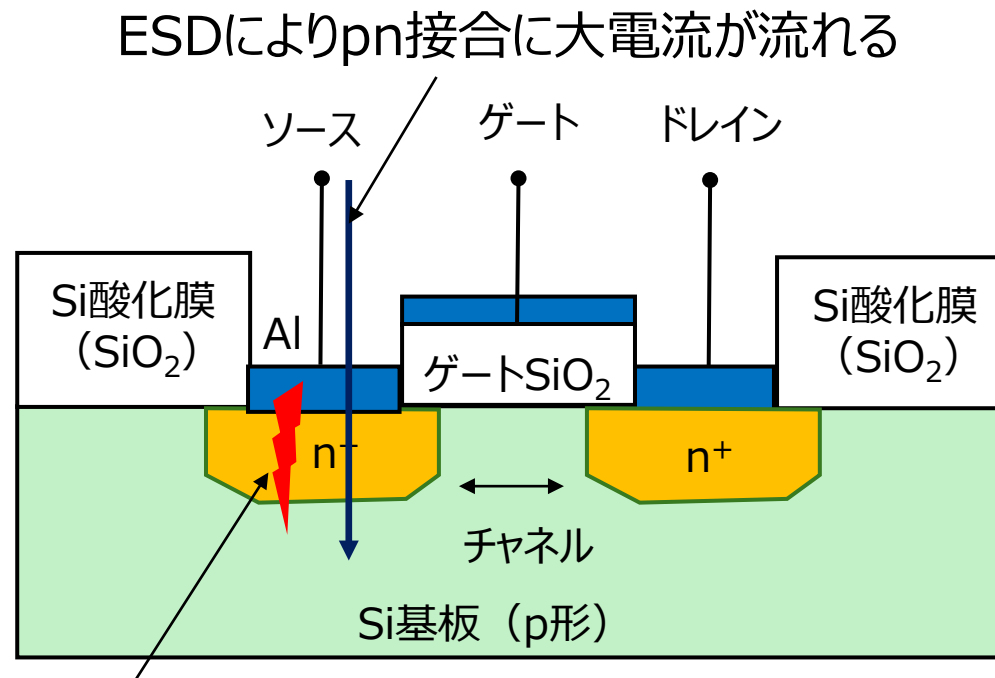 ESDによりpn接合に大電流が流れる
ソース
ゲート
ドレイン
Si酸化膜
（SiO₂）
Al
ゲートSiO₂
Si酸化膜
（SiO₂）
n⁺
n⁺
チャネル
Si基板（p形）